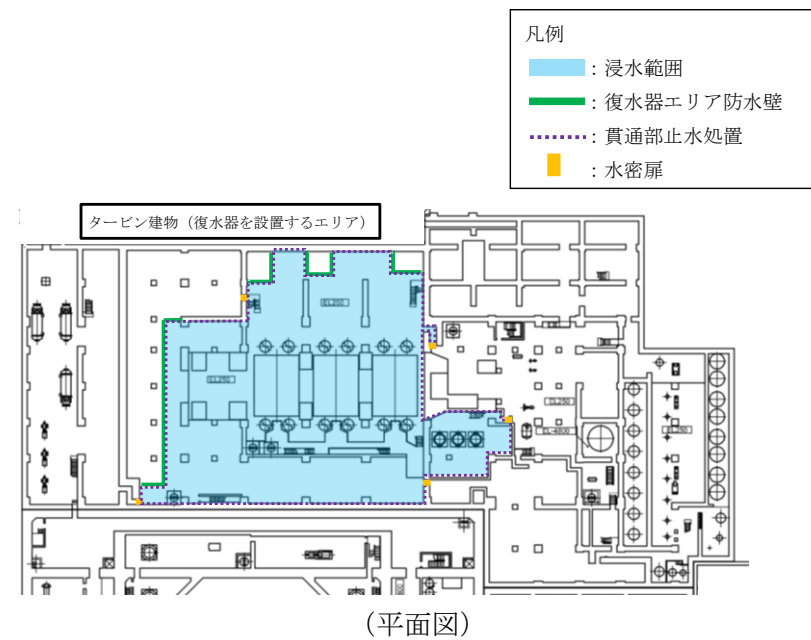 凡例
：浸水範囲
：復水器エリア防水壁
：貫通部止水処置
：水密扉
タービン建物（復水器を設置するエリア）
EL250
EL250
EL250
EL-4800
EL250
（平面図）